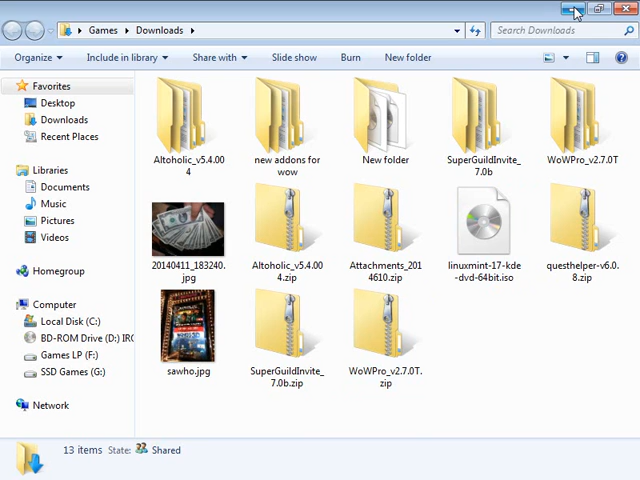 Games
Downloads
Search Downloads
Organize
Include in library
Share with
Slide show
Burn
New folder
Favorites
Desktop
Downloads
Recent Places
Libraries
Documents
Music
Pictures
Videos
Homegroup
Computer
Local Disk (C:)
BD-ROM Drive (D:) IRO
Games LP (F:)
SSD Games (G:)
Network
Altoholic_v5.4.00
4
new addons for
wow
New folder
SuperGuildInvite_
7.0b
WoWPro_v2.7.0T
20140411_183240.
jpg
Altoholic_v5.4.00
4.zip
Attachments_201
4610.zip
linuxmint-17-kde
-dvd-64bit.iso
questhelper-v6.0.
8.zip
sawho.jpg
SuperGuildInvite_
7.0b.zip
WoWPro_v2.7.0T.
zip
13 items State: Shared